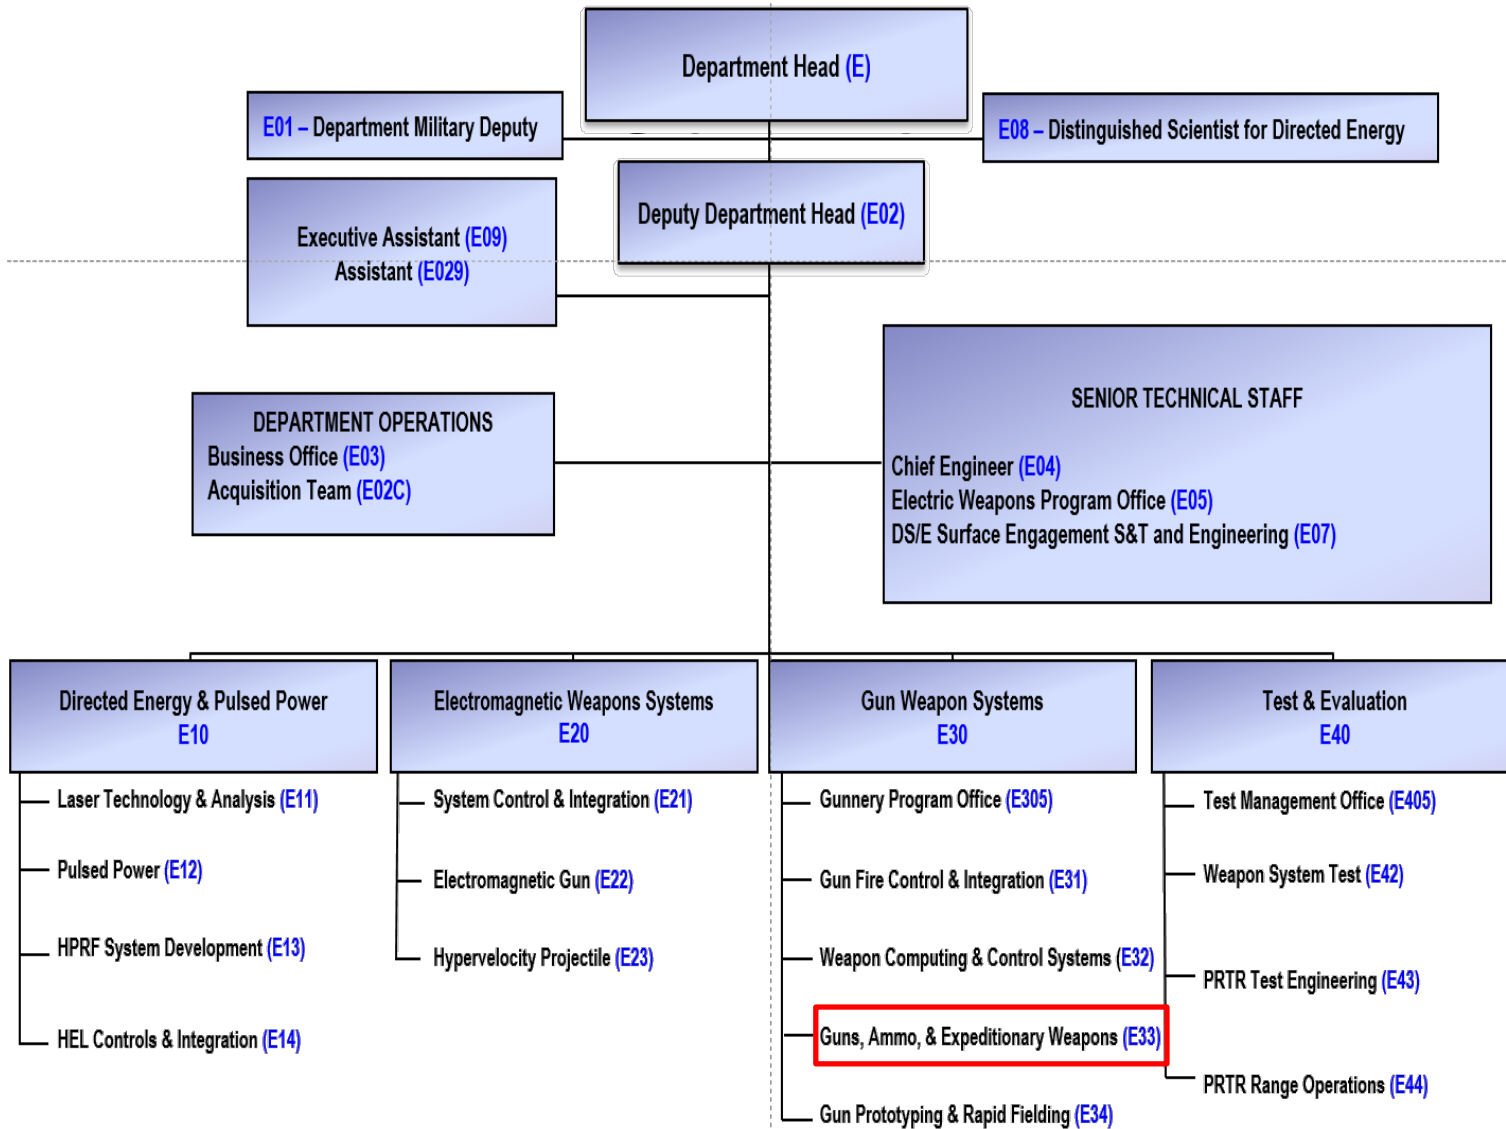 Department Head (E)
E01 – Department Military Deputy
E08 – Distinguished Scientist for Directed Energy
Deputy Department Head (E02)
Executive Assistant (E09)
Assistant (E029)
DEPARTMENT OPERATIONS
Business Office (E03)
Acquisition Team (E02C)
SENIOR TECHNICAL STAFF
Chief Engineer (E04)
Electric Weapons Program Office (E05)
DS/E Surface Engagement S&T and Engineering (E07)
Directed Energy & Pulsed Power
E10
Laser Technology & Analysis (E11)
Pulsed Power (E12)
HPRF System Development (E13)
HEL Controls & Integration (E14)
Electromagnetic Weapons Systems
E20
System Control & Integration (E21)
Electromagnetic Gun (E22)
Hypervelocity Projectile (E23)
Gun Weapon Systems
E30
Gunnery Program Office (E305)
Gun Fire Control & Integration (E31)
Weapon Computing & Control Systems (E32)
Guns, Ammo, & Expeditionary Weapons (E33)
Gun Prototyping & Rapid Fielding (E34)
Test & Evaluation
E40
Test Management Office (E405)
Weapon System Test (E42)
PRTR Test Engineering (E43)
PRTR Range Operations (E44)